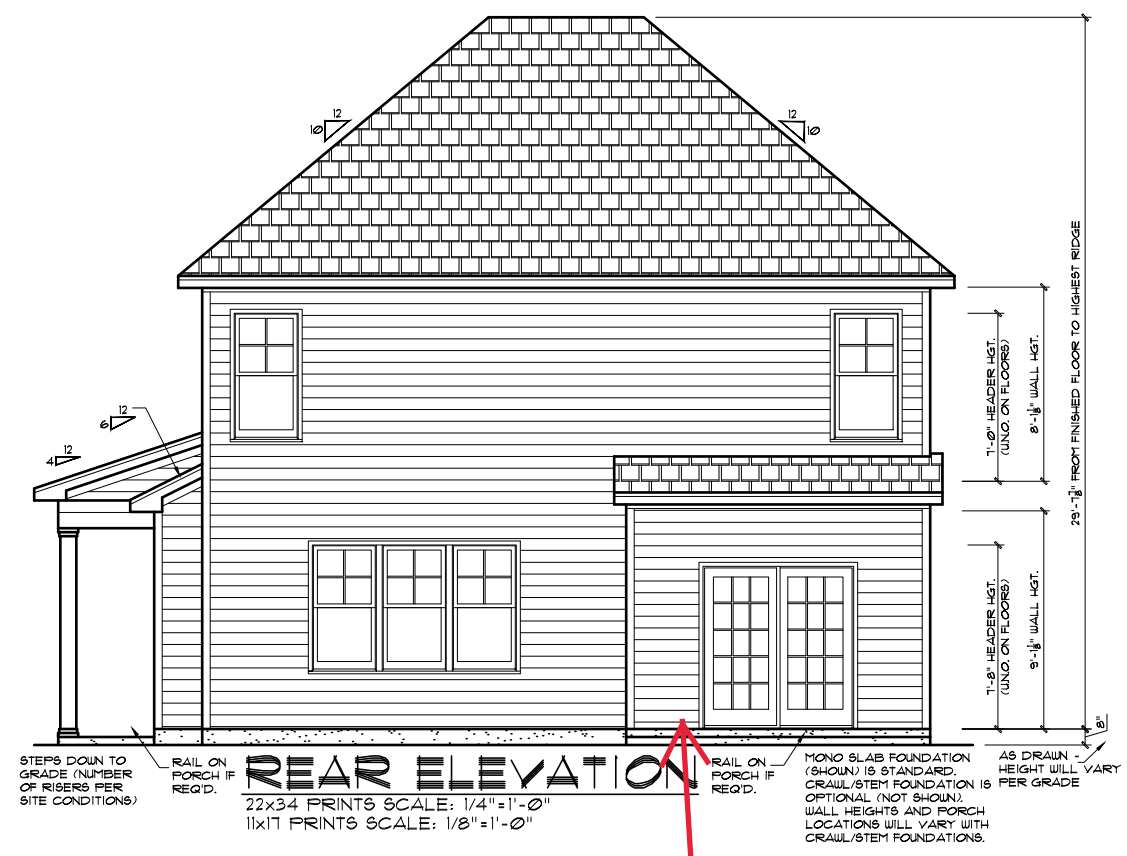 12
10
12
10
12
6
12
4
7'-0" HEADER HGT.
(U.N.O. ON FLOORS)
8'-1⅛" WALL HGT.
29'-7⅞" FROM FINISHED FLOOR TO HIGHEST RIDGE
7'-8" HEADER HGT.
(U.N.O. ON FLOORS)
9'-1⅛" WALL HGT.
8"
STEPS DOWN TO
GRADE (NUMBER
OF RISERS PER
SITE CONDITIONS)
RAIL ON
PORCH IF
REQ'D.
REAR ELEVATION
22x34 PRINTS SCALE: 1/4"=1'-0"
11x17 PRINTS SCALE: 1/8"=1'-0"
RAIL ON
PORCH IF
REQ'D.
MONO SLAB FOUNDATION
(SHOWN) IS STANDARD.
CRAWL/STEM FOUNDATION IS
OPTIONAL (NOT SHOWN).
WALL HEIGHTS AND PORCH
LOCATIONS WILL VARY WITH
CRAWL/STEM FOUNDATIONS.
AS DRAWN -
HEIGHT WILL VARY
PER GRADE